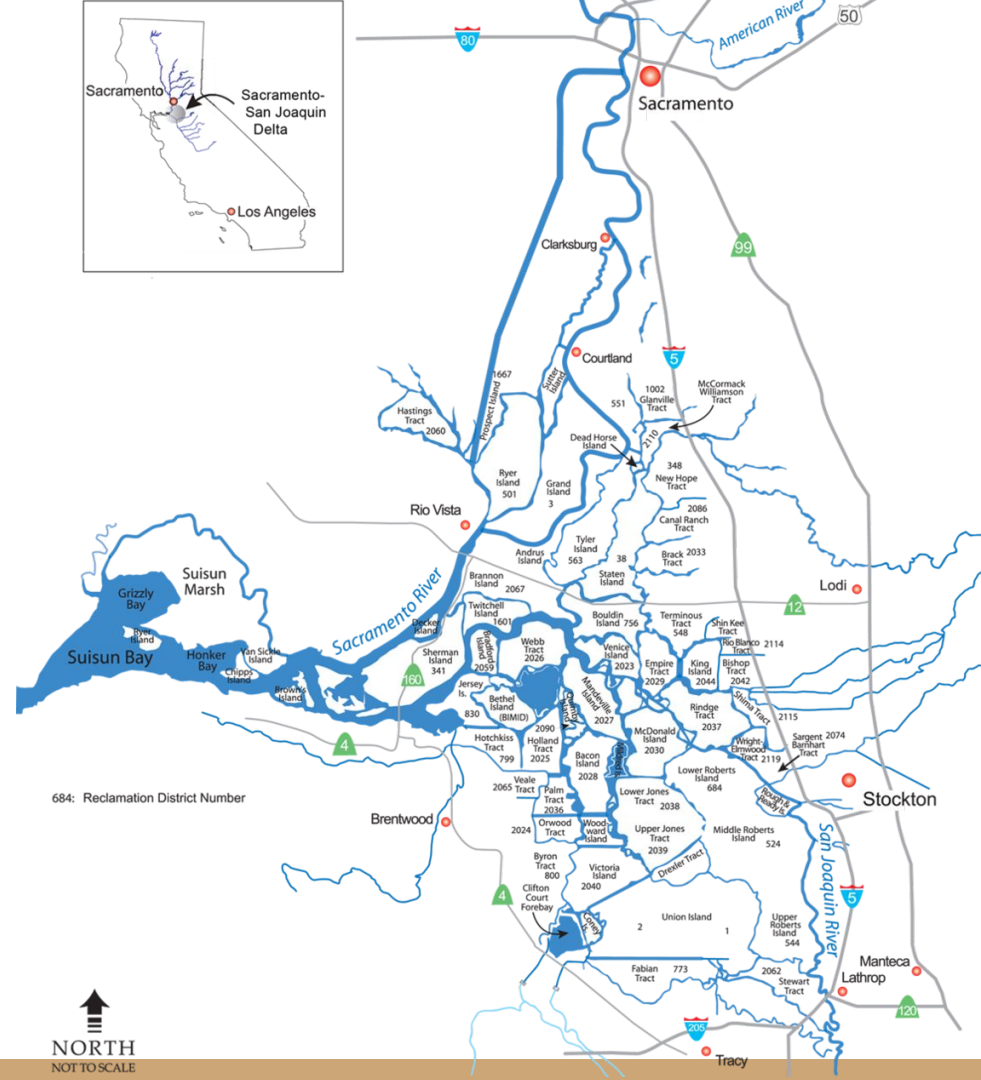 American River
50
80
Sacramento
Sacramento-
San Joaquin
Delta
Los Angeles
Sacramento
Clarksburg
99
Courtland
5
1667
Prospect Island
Sutter
Island
Hastings
Tract
2060
551
1002
Glanville
Tract
McCormack
Williamson
Tract
2110
Dead Horse
Island
348
New Hope
Tract
Ryer
Island
501
Grand
Island
3
2086
Canal Ranch
Tract
Rio Vista
Tyler
Island
563
Andrus
Island
38
Staten
Island
Brack
Tract
2033
Suisun
Marsh
Grizzly
Bay
Sacramento River
Brannon
Island
2067
Lodi
12
Twitchell
Island
1601
Decker
Island
Bouldin
Island 756
Terminous
Tract
548
Shin Kee
Tract
Rio Blanco
Tract
2114
Ryer
Island
Suisun Bay
Honker
Bay
Van Sickle
Island
Chipps
Island
Brown's
Island
160
Sherman
Island
341
Bradford
Island
2059
Webb
Tract
2026
Venice
Island
2023
Empire
Tract
2029
King
Island
2044
Bishop
Tract
2042
Jersey
Is.
830
Bethel
Island
(BIMID)
Quimby
Island
Mandeville
Island
2027
Rindge
Tract
2037
Shima Tract
2115
4
Hotchkiss
Tract
799
2090
Holland
Tract
2025
Bacon
Island
2028
McDonald
Island
2030
Wright-
Elmwood
Tract 2119
Sargent
Barnhart
Tract
2074
684: Reclamation District Number
2065
Veale
Tract
Palm
Tract
2036
Lower Jones
Tract 2038
Lower Roberts
Island
684
Rough &
Ready Is.
Stockton
Brentwood
2024
Orwood
Tract
Wood-
ward
Island
Upper Jones
Tract
2039
Middle Roberts
Island
524
San Joaquin River
Byron
Tract
800
Victoria
Island
2040
Drexler Tract
4
Clifton
Court
Forebay
Coney
Is.
5
2
Union Island
1
Upper
Roberts
Island
544
Manteca
Lathrop
Fabian
Tract
773
2062
Stewart
Tract
120
205
Tracy
NORTH
NOT TO SCALE